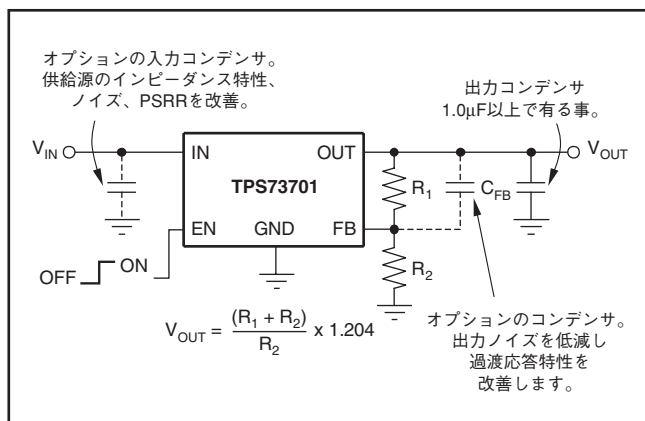 オプションの入力コンデンサ。
供給源のインピーダンス特性、
ノイズ、PSRRを改善。
出力コンデンサ
1.0μF以上で有る事。
VIN
IN
OUT
VOUT
TPS73701
R1
CFB
EN
GND
FB
OFF
ON
R2
VOUT = (R1 + R2) / R2 x 1.204
オプションのコンデンサ。
出力ノイズを低減し
過渡応答特性を
改善します。